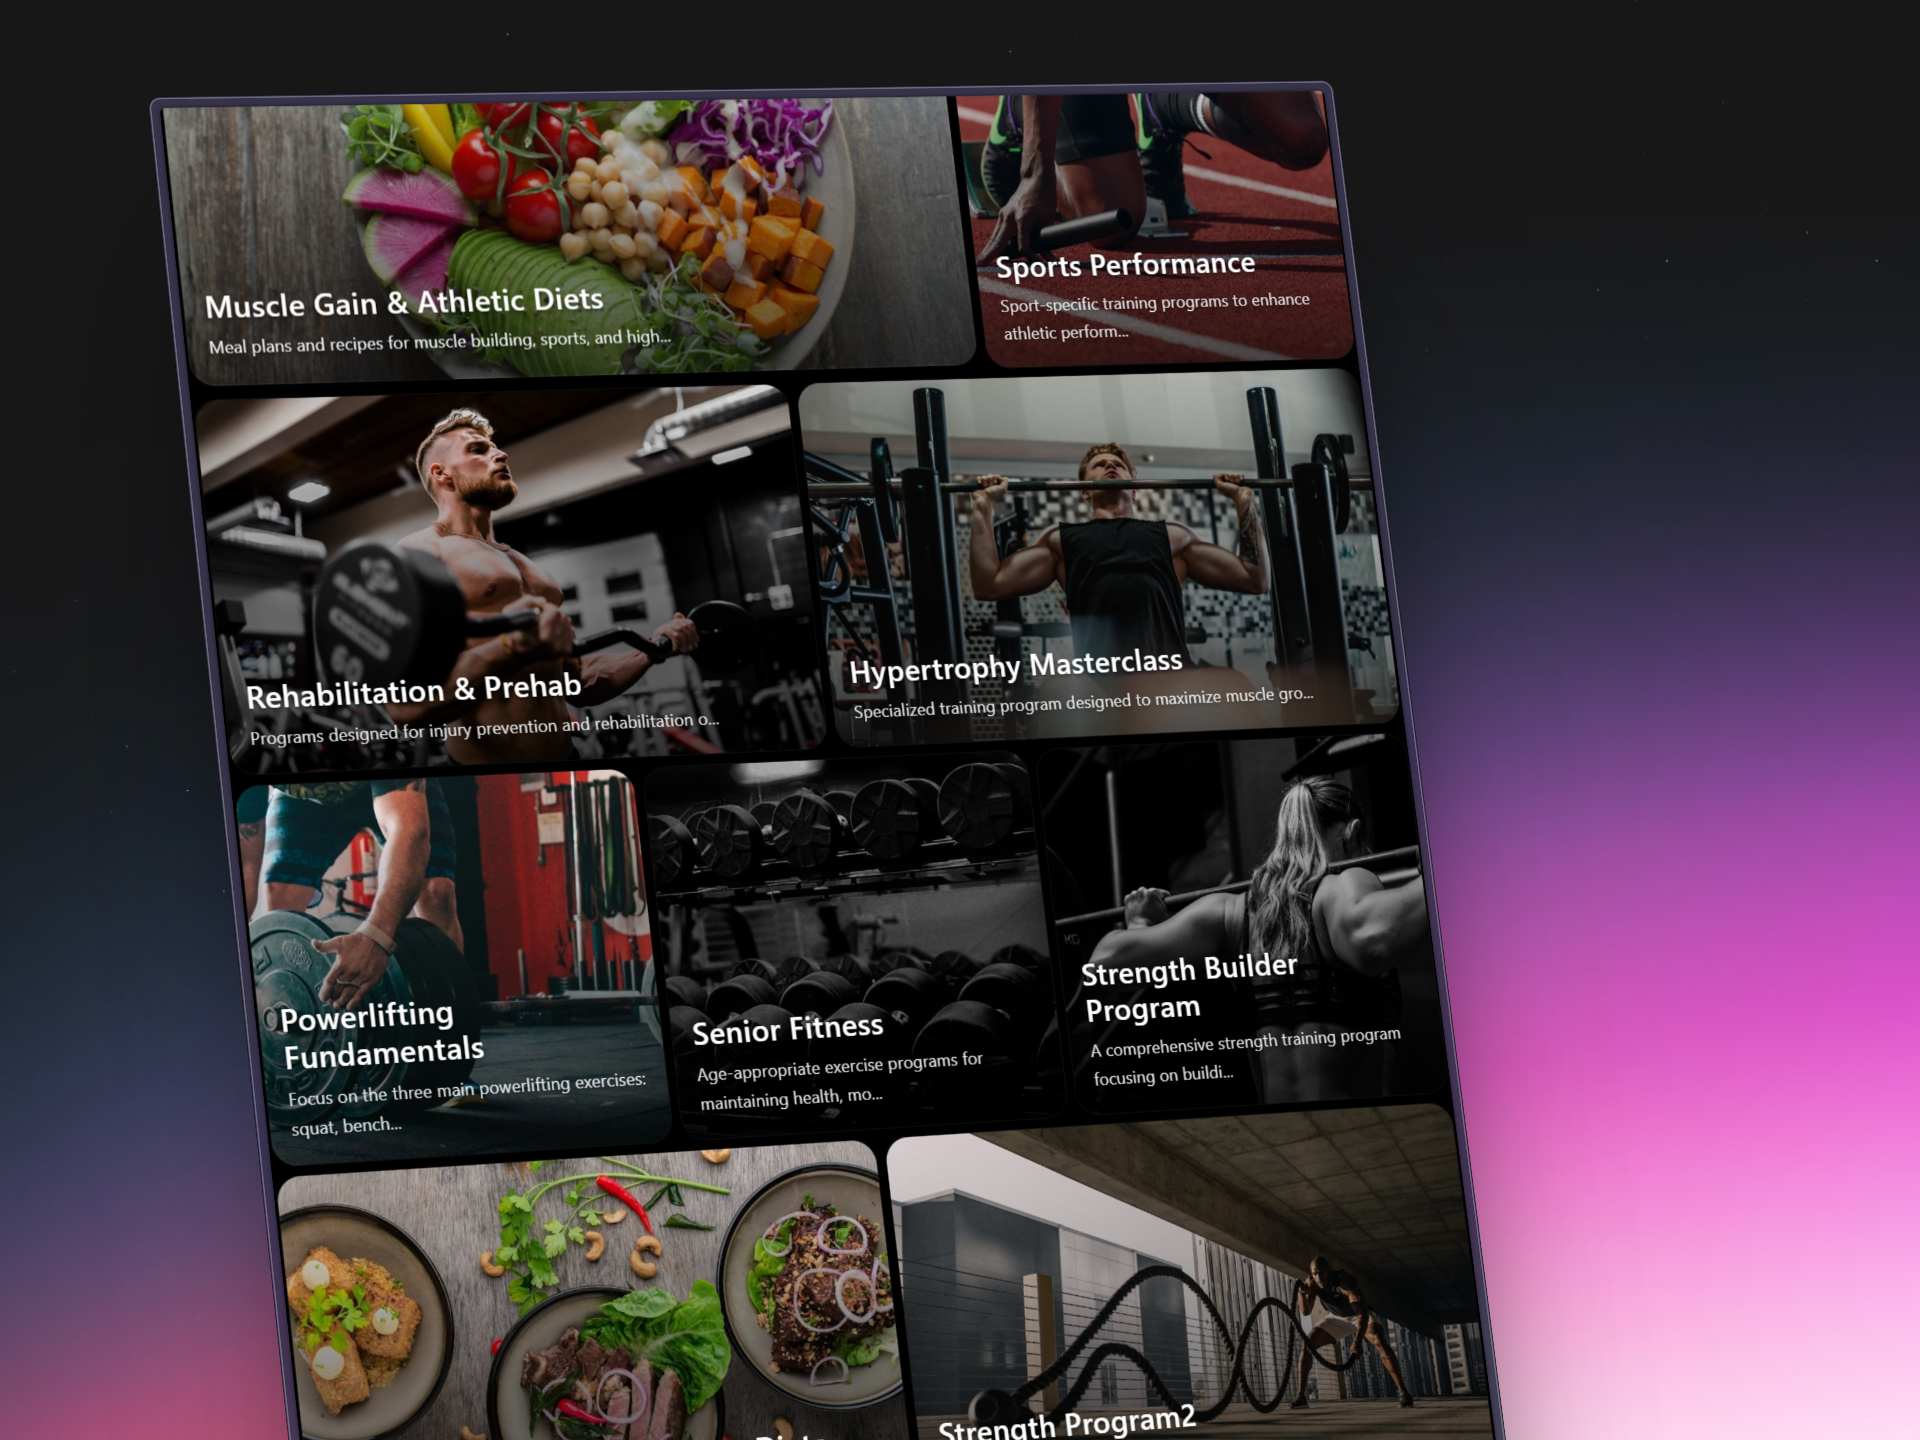 Muscle Gain & Athletic Diets
Meal plans and recipes for muscle building, sports, and high...
Sports Performance
Sport-specific training programs to enhance
athletic perform...
Rehabilitation & Prehab
Programs designed for injury prevention and rehabilitation o...
Hypertrophy Masterclass
Specialized training program designed to maximize muscle gro...
60
Powerlifting
Fundamentals
Focus on the three main powerlifting exercises:
squat, bench...
Senior Fitness
Age-appropriate exercise programs for
maintaining health, mo...
KG
Strength Builder
Program
A comprehensive strength training program
focusing on buildi...
Strength Program2